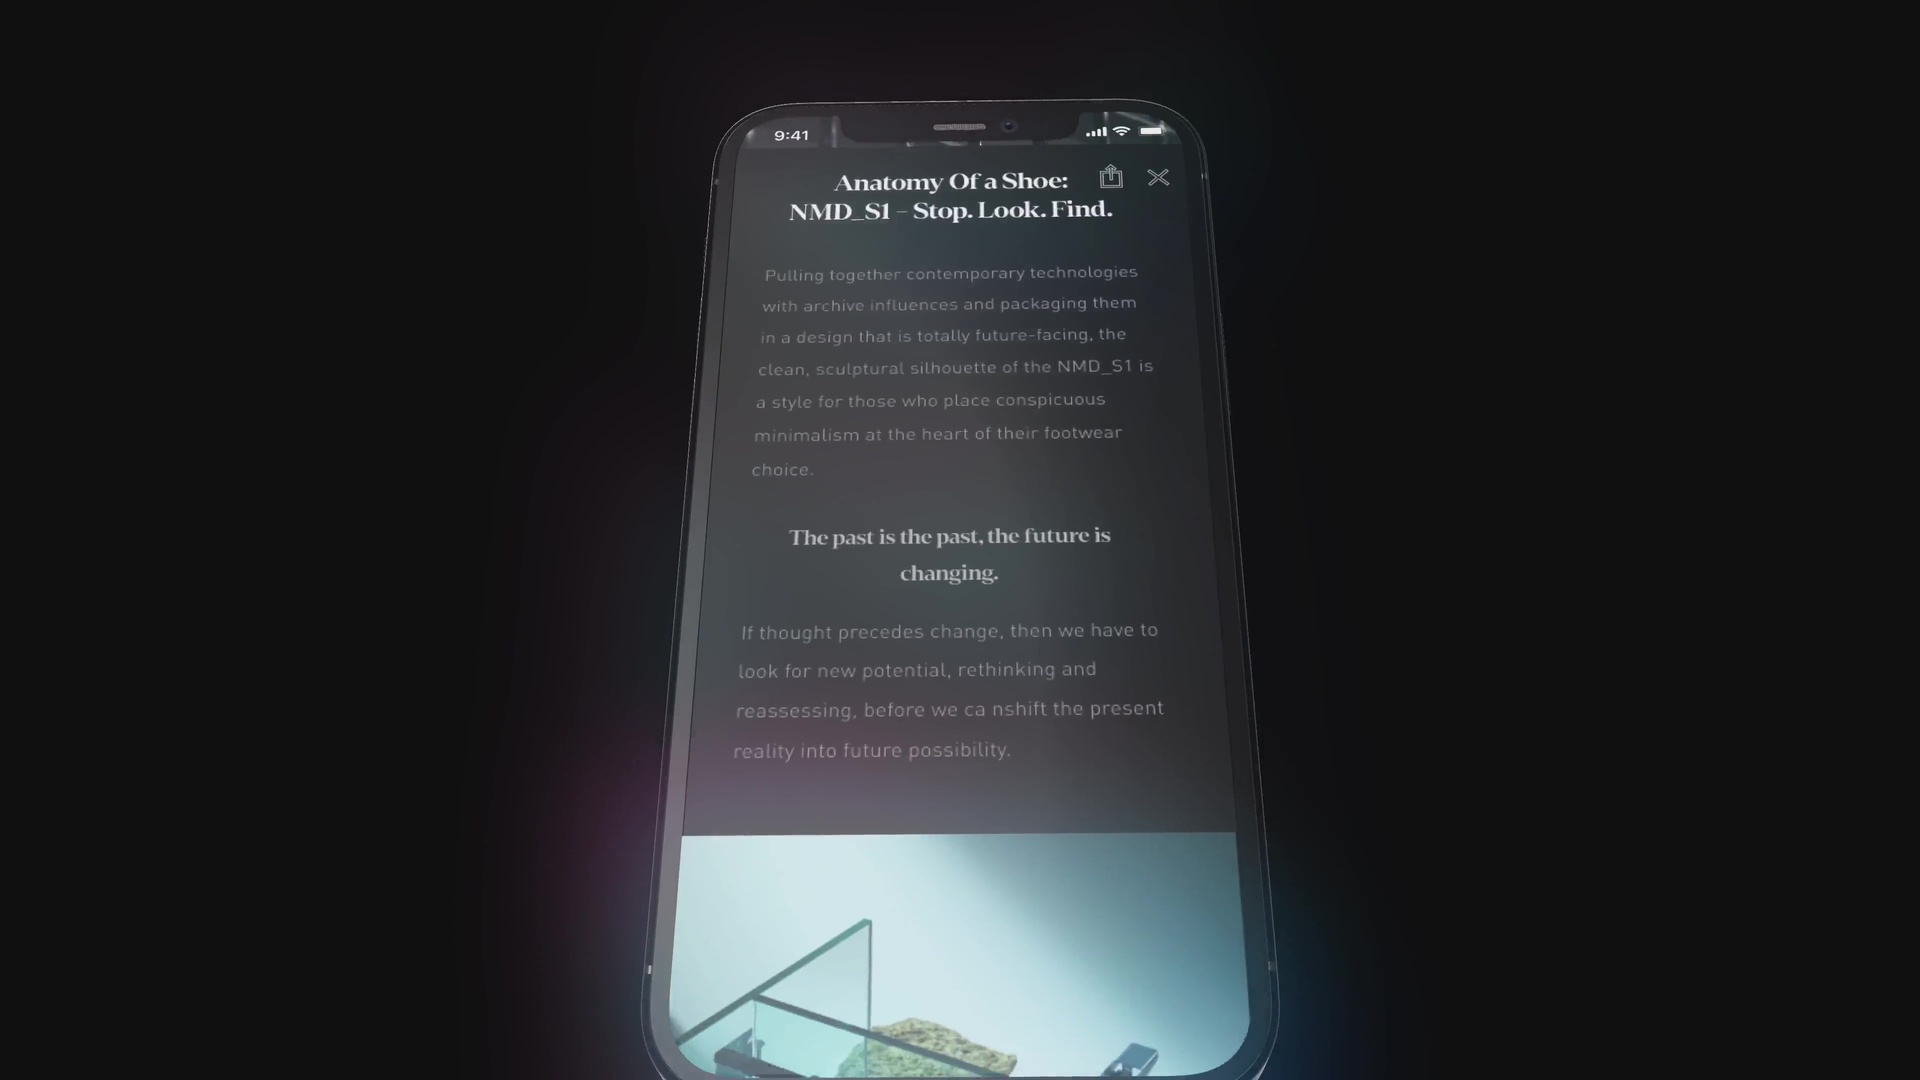 9:41
Anatomy Of a Shoe:
NMD_S1 – Stop. Look. Find.
Pulling together contemporary technologies
with archive influences and packaging them
in a design that is totally future-facing, the
clean, sculptural silhouette of the NMD_S1 is
a style for those who place conspicuous
minimalism at the heart of their footwear
choice.
The past is the past, the future is
changing.
If thought precedes change, then we have to
look for new potential, rethinking and
reassessing, before we ca nshift the present
reality into future possibility.